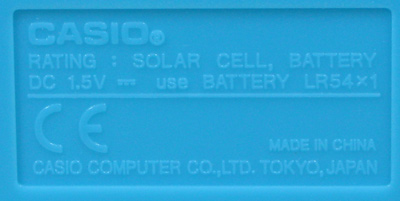 CASIO®
RATING : SOLAR CELL, BATTERY
DC 1.5V ⎓ use BATTERY LR54×1
CE
MADE IN CHINA
CASIO COMPUTER CO.,LTD. TOKYO,JAPAN